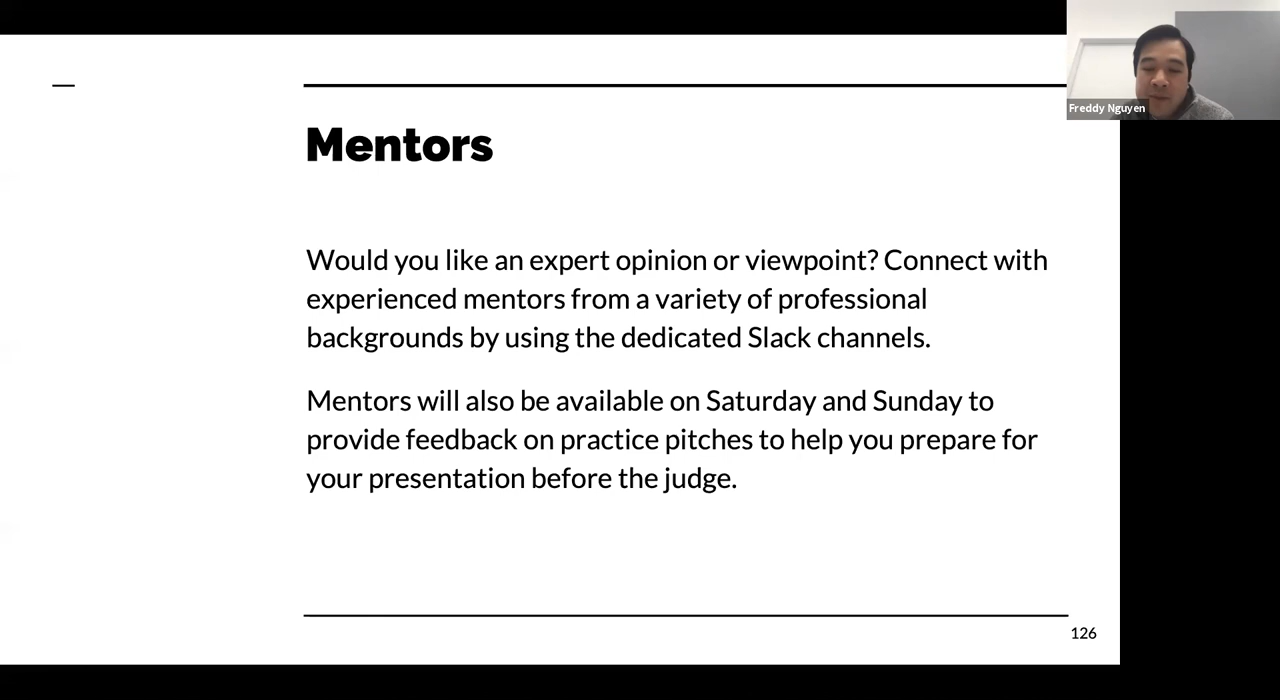 Freddy Nguyen
Mentors
Would you like an expert opinion or viewpoint? Connect with
experienced mentors from a variety of professional
backgrounds by using the dedicated Slack channels.
Mentors will also be available on Saturday and Sunday to
provide feedback on practice pitches to help you prepare for
your presentation before the judge.
126